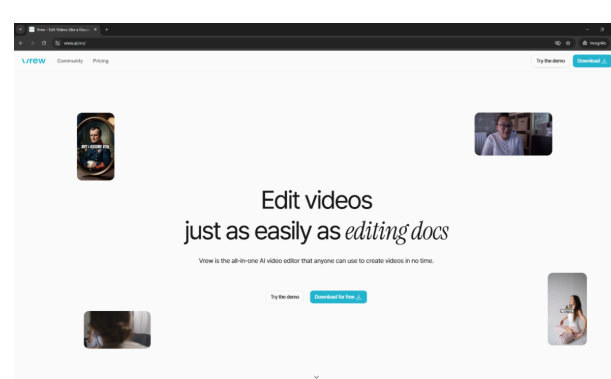 Vrew - Edit Videos Like a Doc...
vrew.ai/en/
Incognito
Vrew
Community
Pricing
Try the demo
Download
Edit videos
just as easily as editing docs
Vrew is the all-in-one AI video editor that anyone can use to create videos in no time.
Try the demo
Download for free